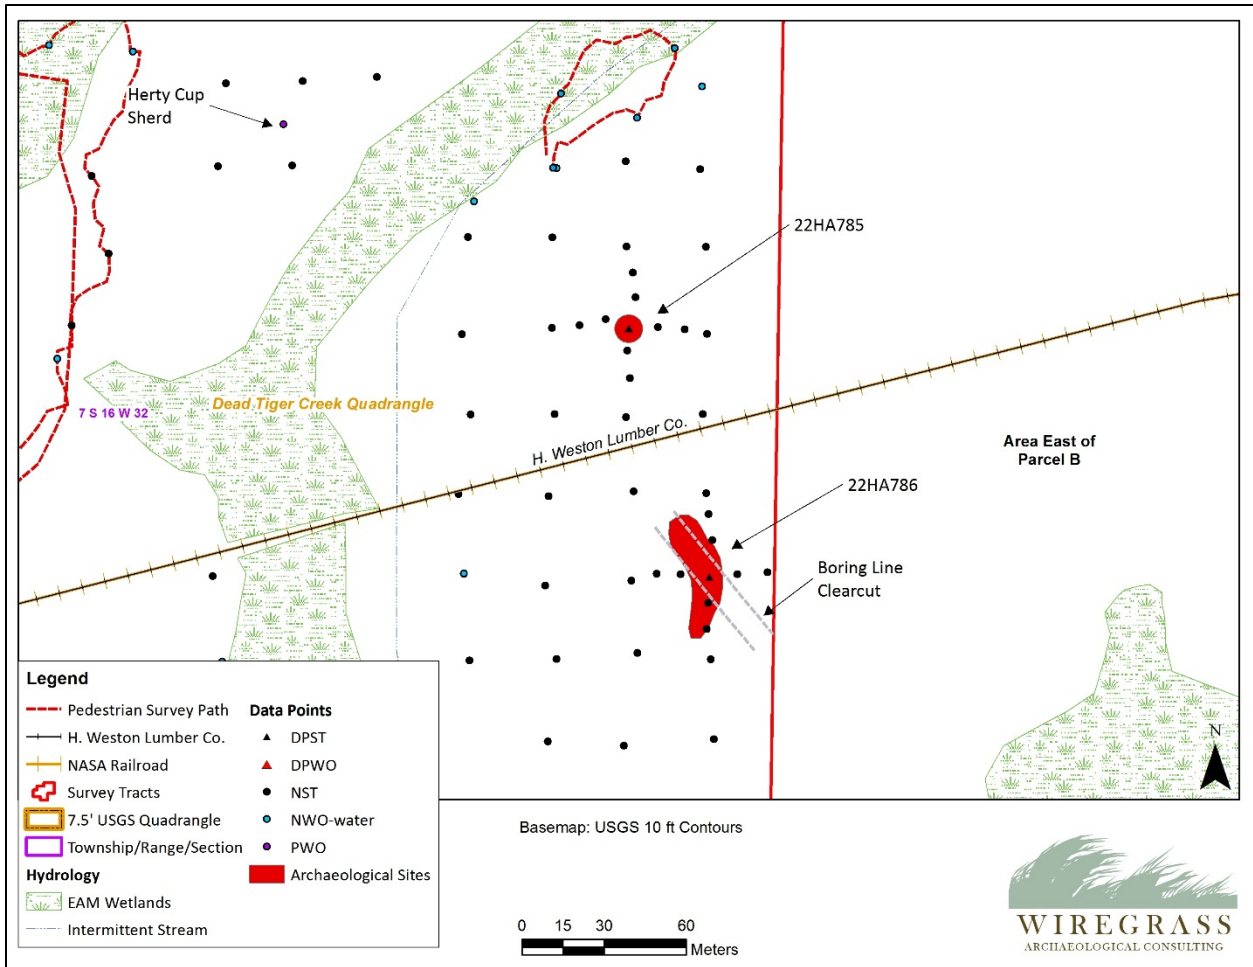 Herty Cup
Sherd
22HA785
7 S 16 W 32
Dead Tiger Creek Quadrangle
H. Weston Lumber Co.
Area East of
Parcel B
22HA786
Boring Line
Clearcut
Legend
Pedestrian Survey Path
H. Weston Lumber Co.
NASA Railroad
Survey Tracts
7.5' USGS Quadrangle
Township/Range/Section
Hydrology
EAM Wetlands
Intermittent Stream
Data Points
DPST
DPWO
NST
NWO-water
PWO
Archaeological Sites
N
Basemap: USGS 10 ft Contours
0 15 30 60
Meters
WIREGRASS
ARCHAEOLOGICAL CONSULTING